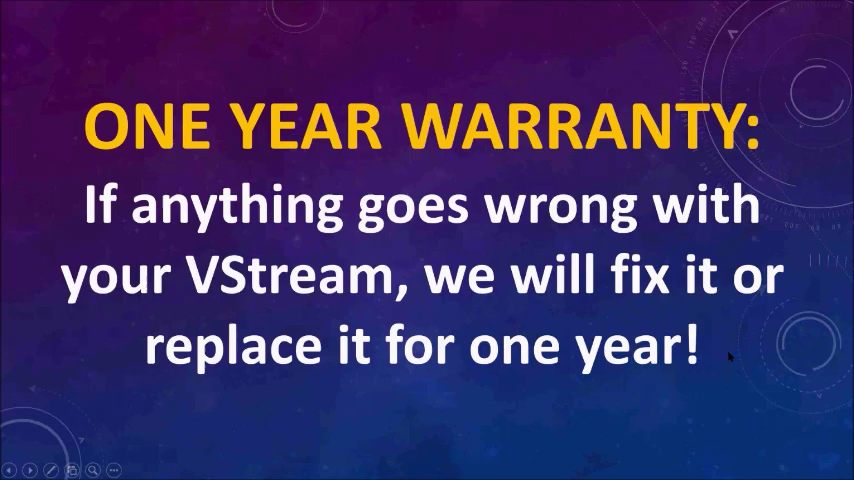 ONE YEAR WARRANTY:
If anything goes wrong with
your VStream, we will fix it or
replace it for one year!